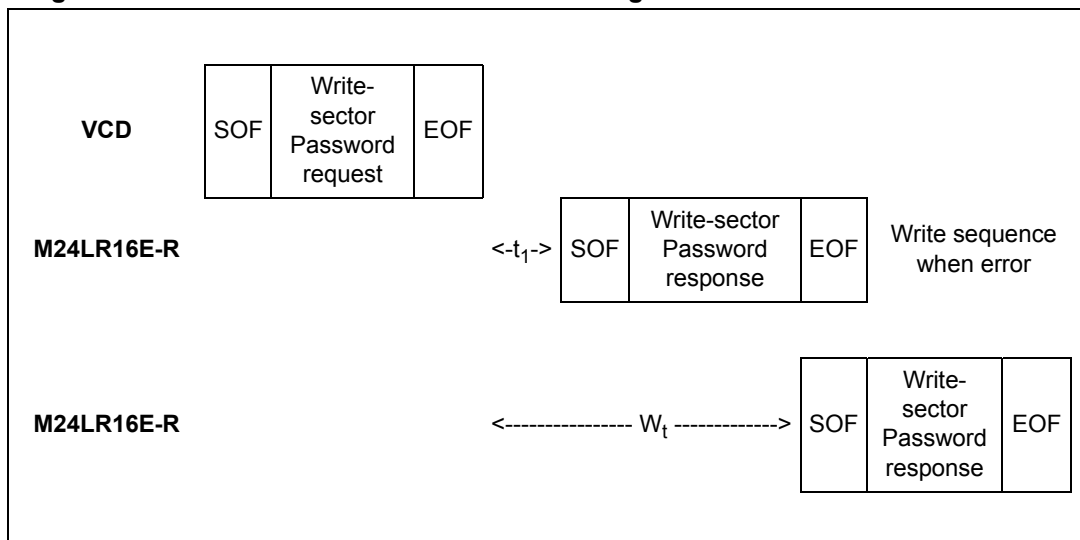 VCD
SOF
Write-
sector
Password
request
EOF
M24LR16E-R
<-t1->
SOF
Write-sector
Password
response
EOF
Write sequence
when error
M24LR16E-R
<---------------- Wt ------------->
SOF
Write-
sector
Password
response
EOF